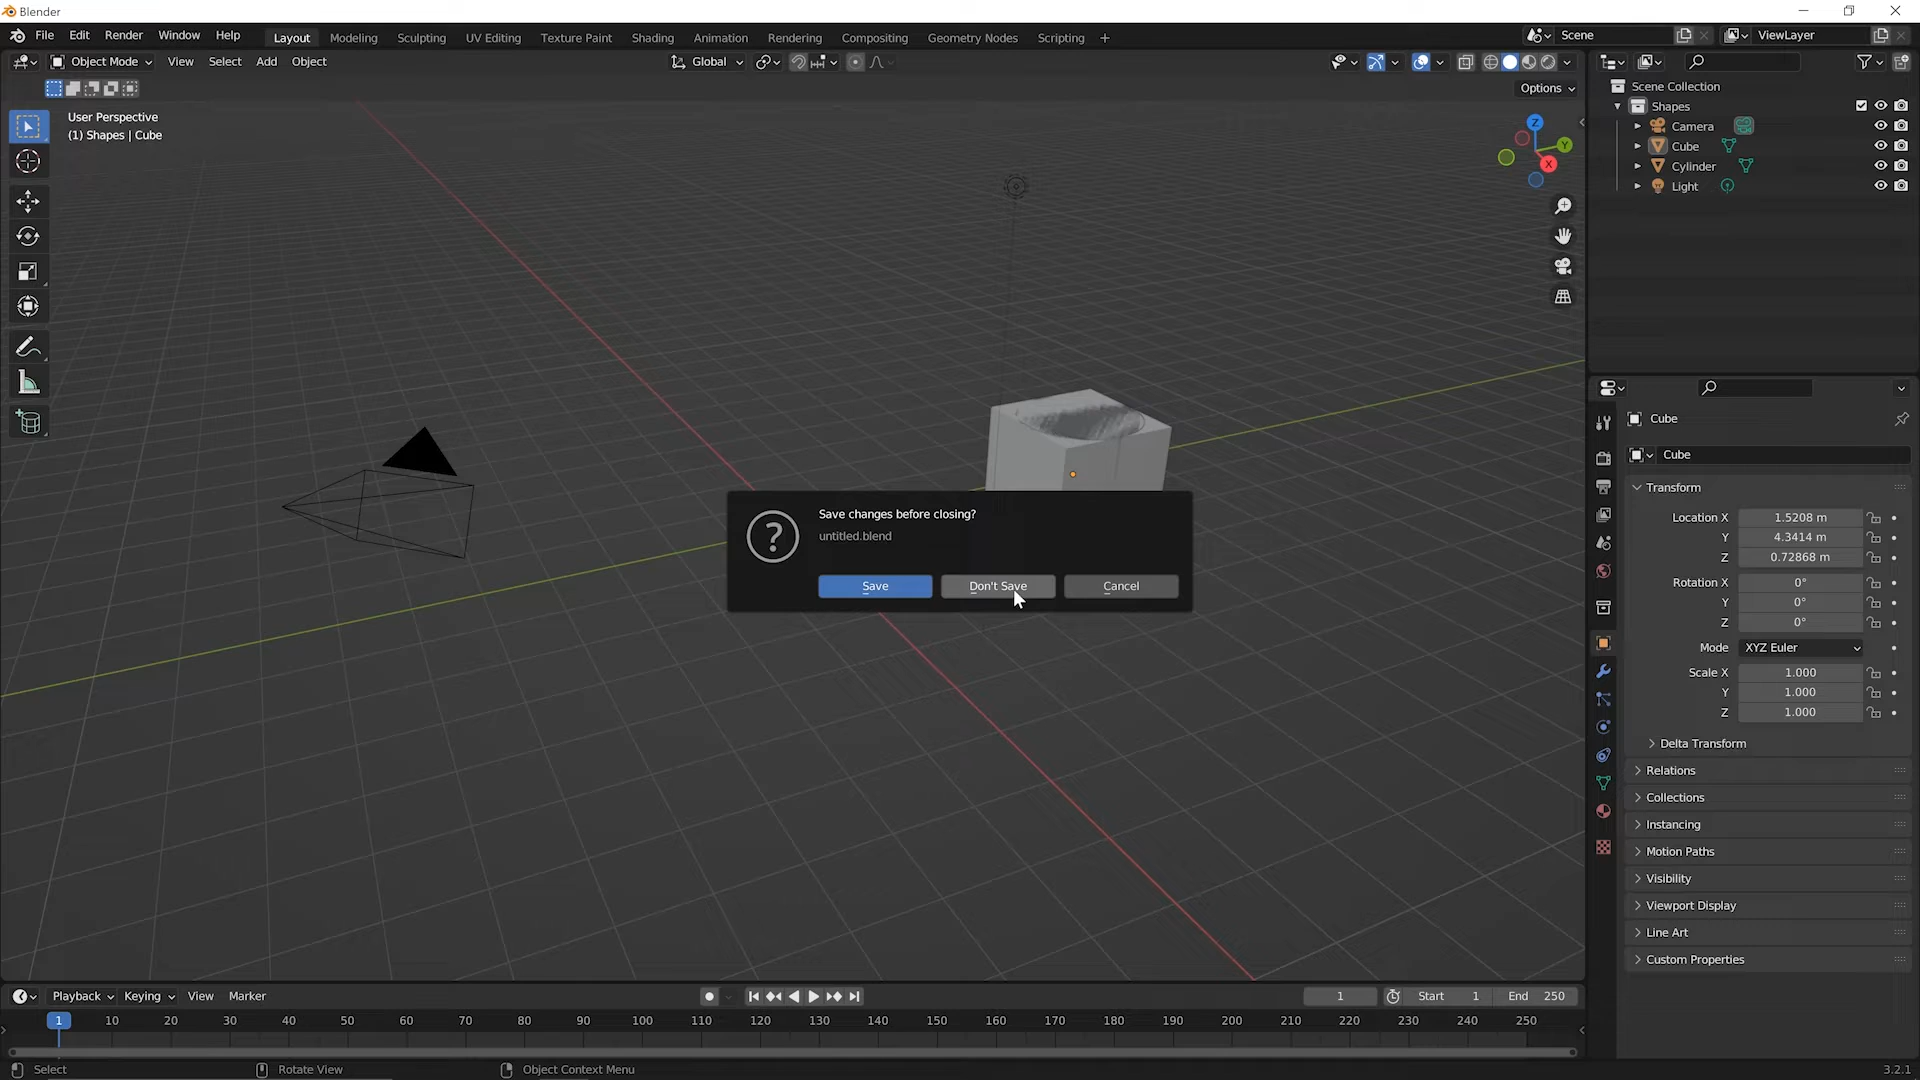 Blender
File Edit Render Window Help
Layout Modeling Sculpting UV Editing Texture Paint Shading Animation Rendering Compositing Geometry Nodes Scripting +
Scene
ViewLayer
Object Mode View Select Add Object
Global
Options
User Perspective
(1) Shapes | Cube
Z
Y
X
Scene Collection
Shapes
Camera
Cube
Cylinder
Light
Cube
Cube
Transform
Location X 1.5208 m
Y 4.3414 m
Z 0.72868 m
Rotation X 0°
Y 0°
Z 0°
Mode XYZ Euler
Scale X 1.000
Y 1.000
Z 1.000
Delta Transform
Relations
Collections
Instancing
Motion Paths
Visibility
Viewport Display
Line Art
Custom Properties
Save changes before closing?
untitled.blend
Save Don't Save Cancel
Playback Keying View Marker
1 Start 1 End 250
1 10 20 30 40 50 60 70 80 90 100 110 120 130 140 150 160 170 180 190 200 210 220 230 240 250
Select Rotate View Object Context Menu 3.2.1